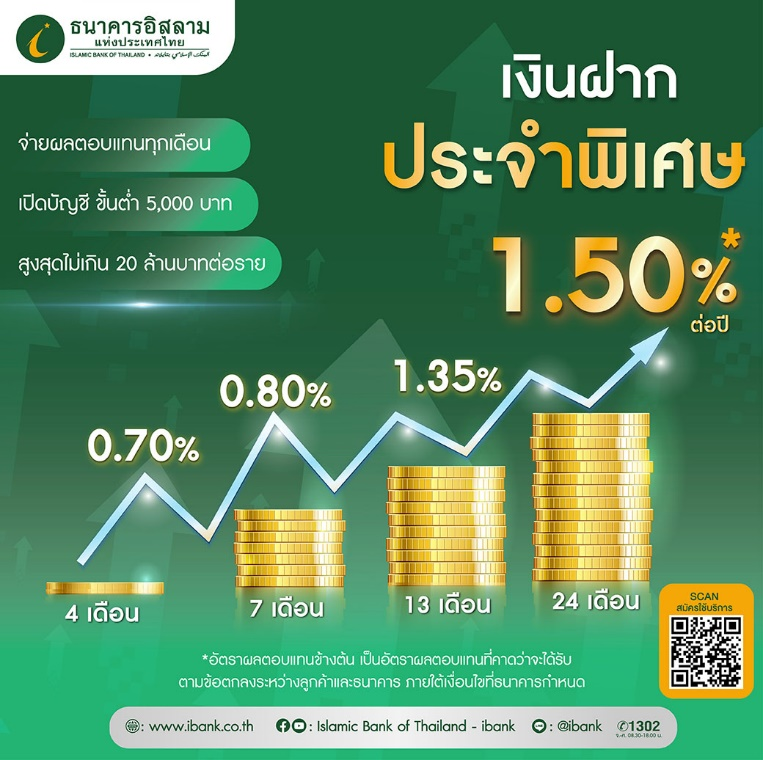 ธนาคารอิสลาม
แห่งประเทศไทย
ISLAMIC BANK OF THAILAND •
เงินฝาก
ประจำพิเศษ
1.50%*
ต่อปี
จ่ายผลตอบแทนทุกเดือน
เปิดบัญชี ขั้นต่ำ 5,000 บาท
สูงสุดไม่เกิน 20 ล้านบาทต่อราย
0.70%
0.80%
1.35%
4 เดือน
7 เดือน
13 เดือน
24 เดือน
SCAN
สมัครใช้บริการ
*อัตราผลตอบแทนข้างต้น เป็นอัตราผลตอบแทนที่คาดว่าจะได้รับ
ตามข้อตกลงระหว่างลูกค้าและธนาคาร ภายใต้เงื่อนไขที่ธนาคารกำหนด
: www.ibank.co.th : Islamic Bank of Thailand - ibank : @ibank 1302
จ.-ศ. 08.30-18.00 น.